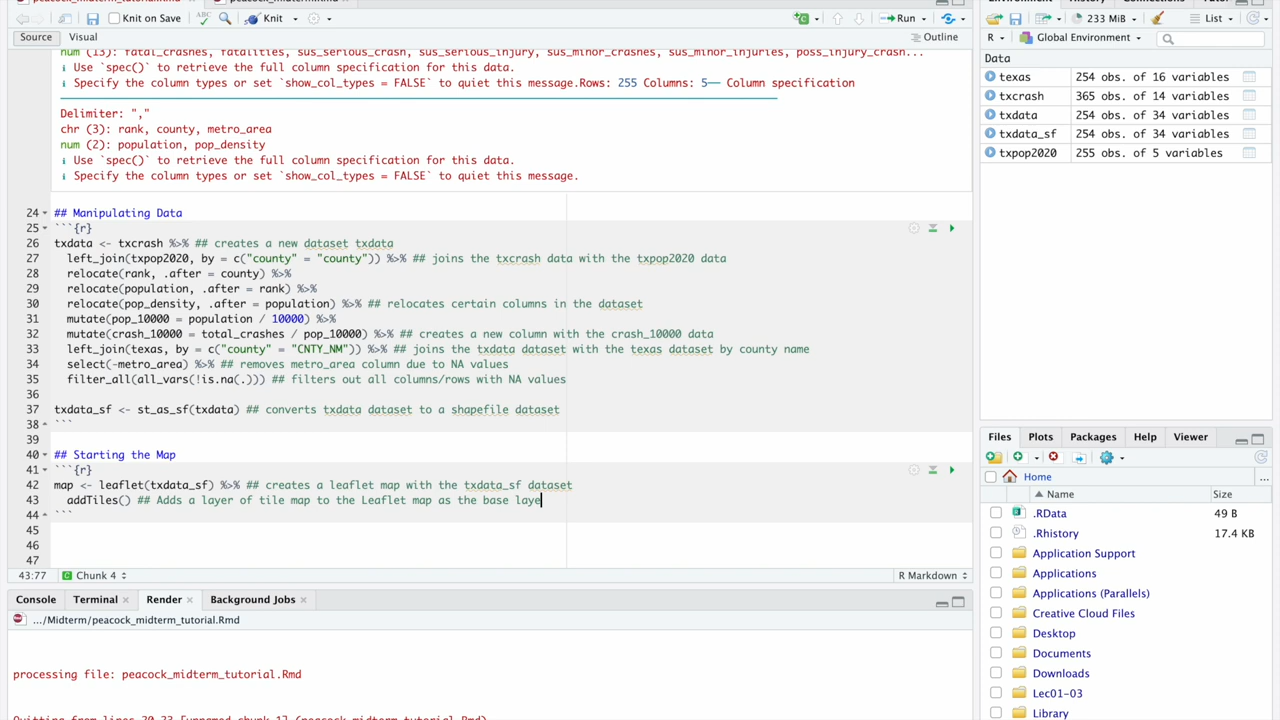 Knit on Save
Knit
Run
Source
Visual
Outline
num (13): fatal_crashes, fatalities, sus_serious_crash, sus_serious_injury, sus_minor_crashes, sus_minor_injuries, poss_injury_crash...
i Use `spec()` to retrieve the full column specification for this data.
i Specify the column types or set `show_col_types = FALSE` to quiet this message.Rows: 255 Columns: 5── Column specification
Delimiter: ","
chr (3): rank, county, metro_area
num (2): population, pop_density
i Use `spec()` to retrieve the full column specification for this data.
i Specify the column types or set `show_col_types = FALSE` to quiet this message.
24 ## Manipulating Data
25 ```{r}
26 txdata <- txcrash %>% ## creates a new dataset txdata
27 left_join(txpop2020, by = c("county" = "county")) %>% ## joins the txcrash data with the txpop2020 data
28 relocate(rank, .after = county) %>%
29 relocate(population, .after = rank) %>%
30 relocate(pop_density, .after = population) %>% ## relocates certain columns in the dataset
31 mutate(pop_10000 = population / 10000) %>%
32 mutate(crash_10000 = total_crashes / pop_10000) %>% ## creates a new column with the crash_10000 data
33 left_join(texas, by = c("county" = "CNTY_NM")) %>% ## joins the txdata dataset with the texas dataset by county name
34 select(-metro_area) %>% ## removes metro_area column due to NA values
35 filter_all(all_vars(!is.na(.))) ## filters out all columns/rows with NA values
36
37 txdata_sf <- st_as_sf(txdata) ## converts txdata dataset to a shapefile dataset
38 ```
39
40 ## Starting the Map
41 ```{r}
42 map <- leaflet(txdata_sf) %>% ## creates a leaflet map with the txdata_sf dataset
43 addTiles() ## Adds a layer of tile map to the Leaflet map as the base laye
44 ```
45
46
47
43:77 Chunk 4 R Markdown
Console Terminal Render Background Jobs
.../Midterm/peacock_midterm_tutorial.Rmd
processing file: peacock_midterm_tutorial.Rmd
Quitting from lines 20-23 [unnamed-chunk-1] (peacock_midterm_tutorial.Rmd)
233 MiB List
R Global Environment
Data
texas 254 obs. of 16 variables
txcrash 365 obs. of 14 variables
txdata 254 obs. of 34 variables
txdata_sf 254 obs. of 34 variables
txpop2020 255 obs. of 5 variables
Files Plots Packages Help Viewer
Home
Name Size
.RData 49 B
.Rhistory 17.4 KB
Application Support
Applications
Applications (Parallels)
Creative Cloud Files
Desktop
Documents
Downloads
Lec01-03
Library